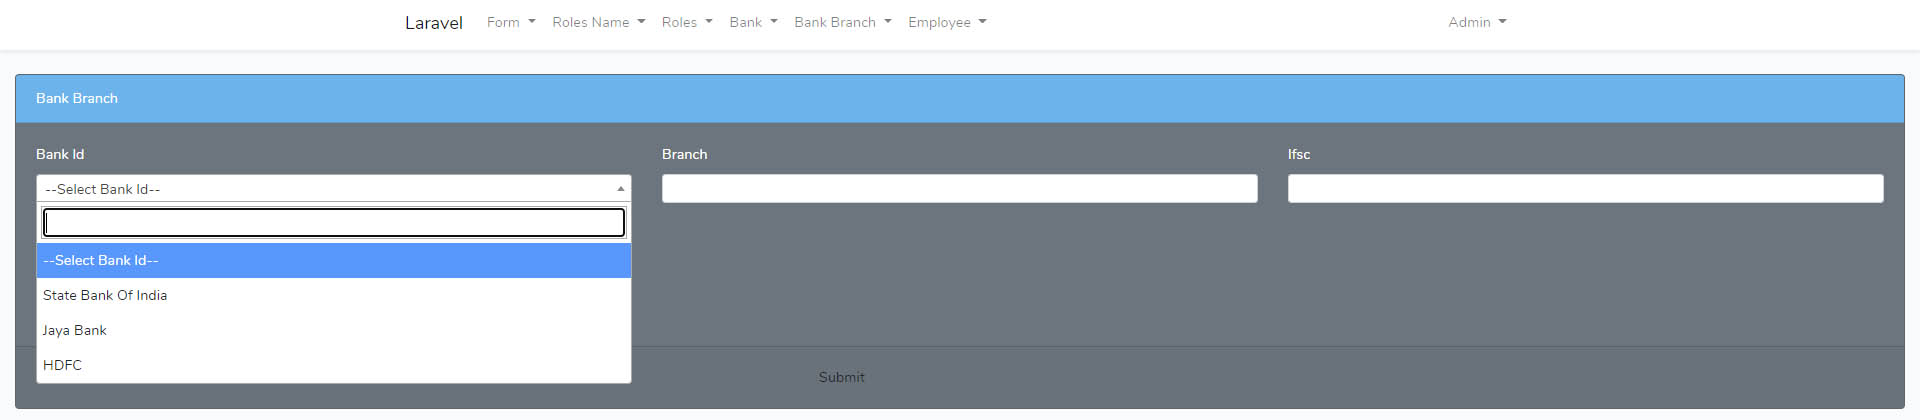 Laravel Form Roles Name Roles Bank Bank Branch Employee Admin
Bank Branch
Bank Id Branch Ifsc
--Select Bank Id--
--Select Bank Id--
State Bank Of India
Jaya Bank
HDFC
Submit